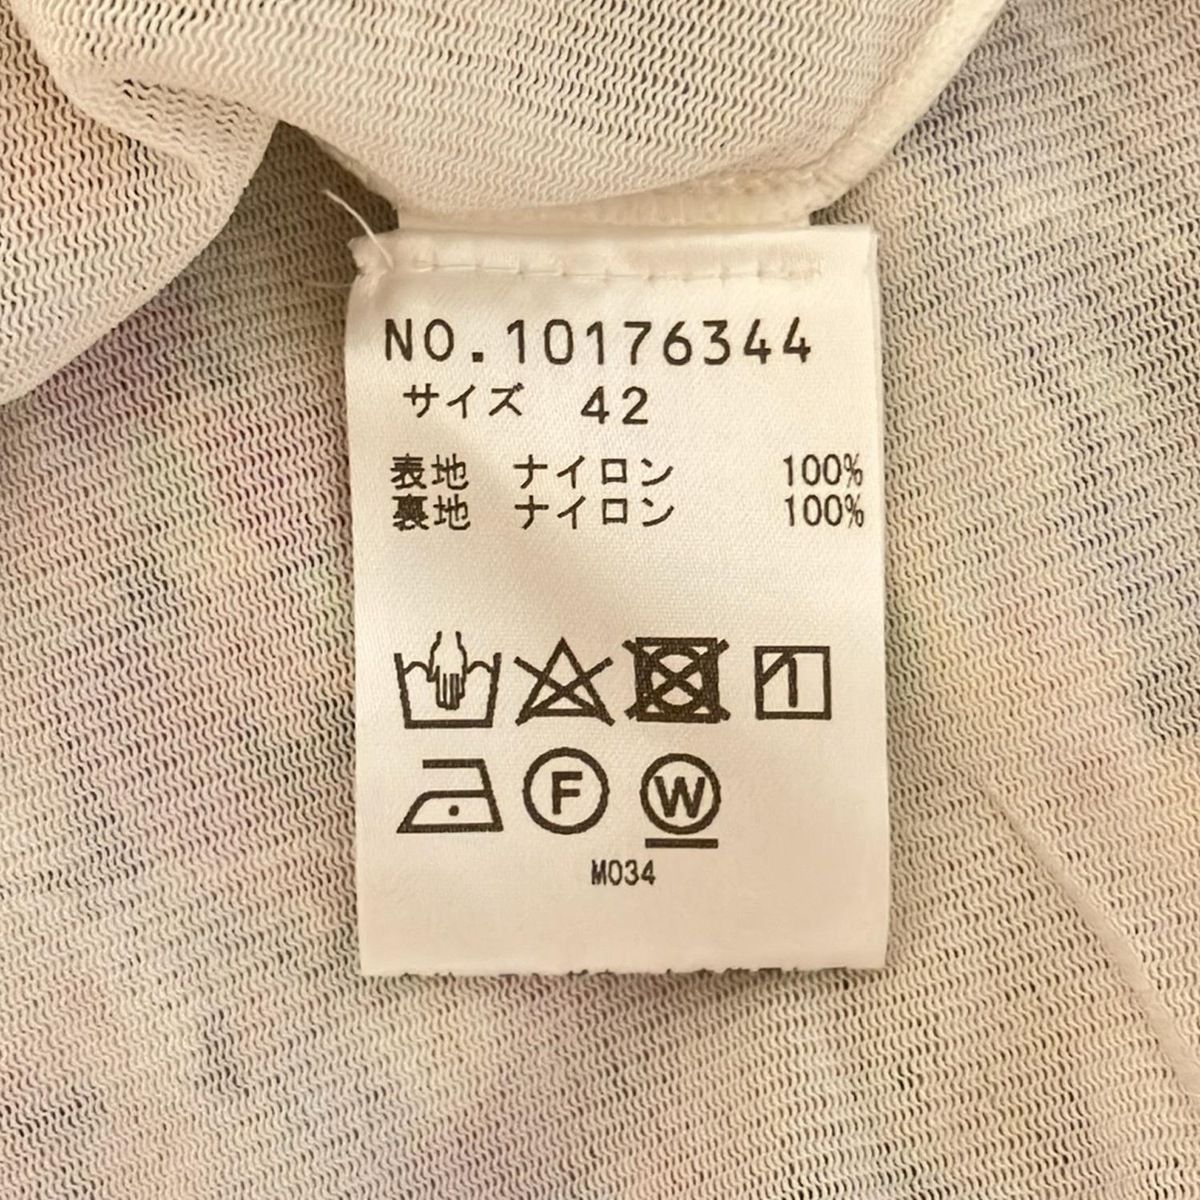 NO.10176344
サイズ 42
表地 ナイロン 100%
裏地 ナイロン 100%
F W
M034